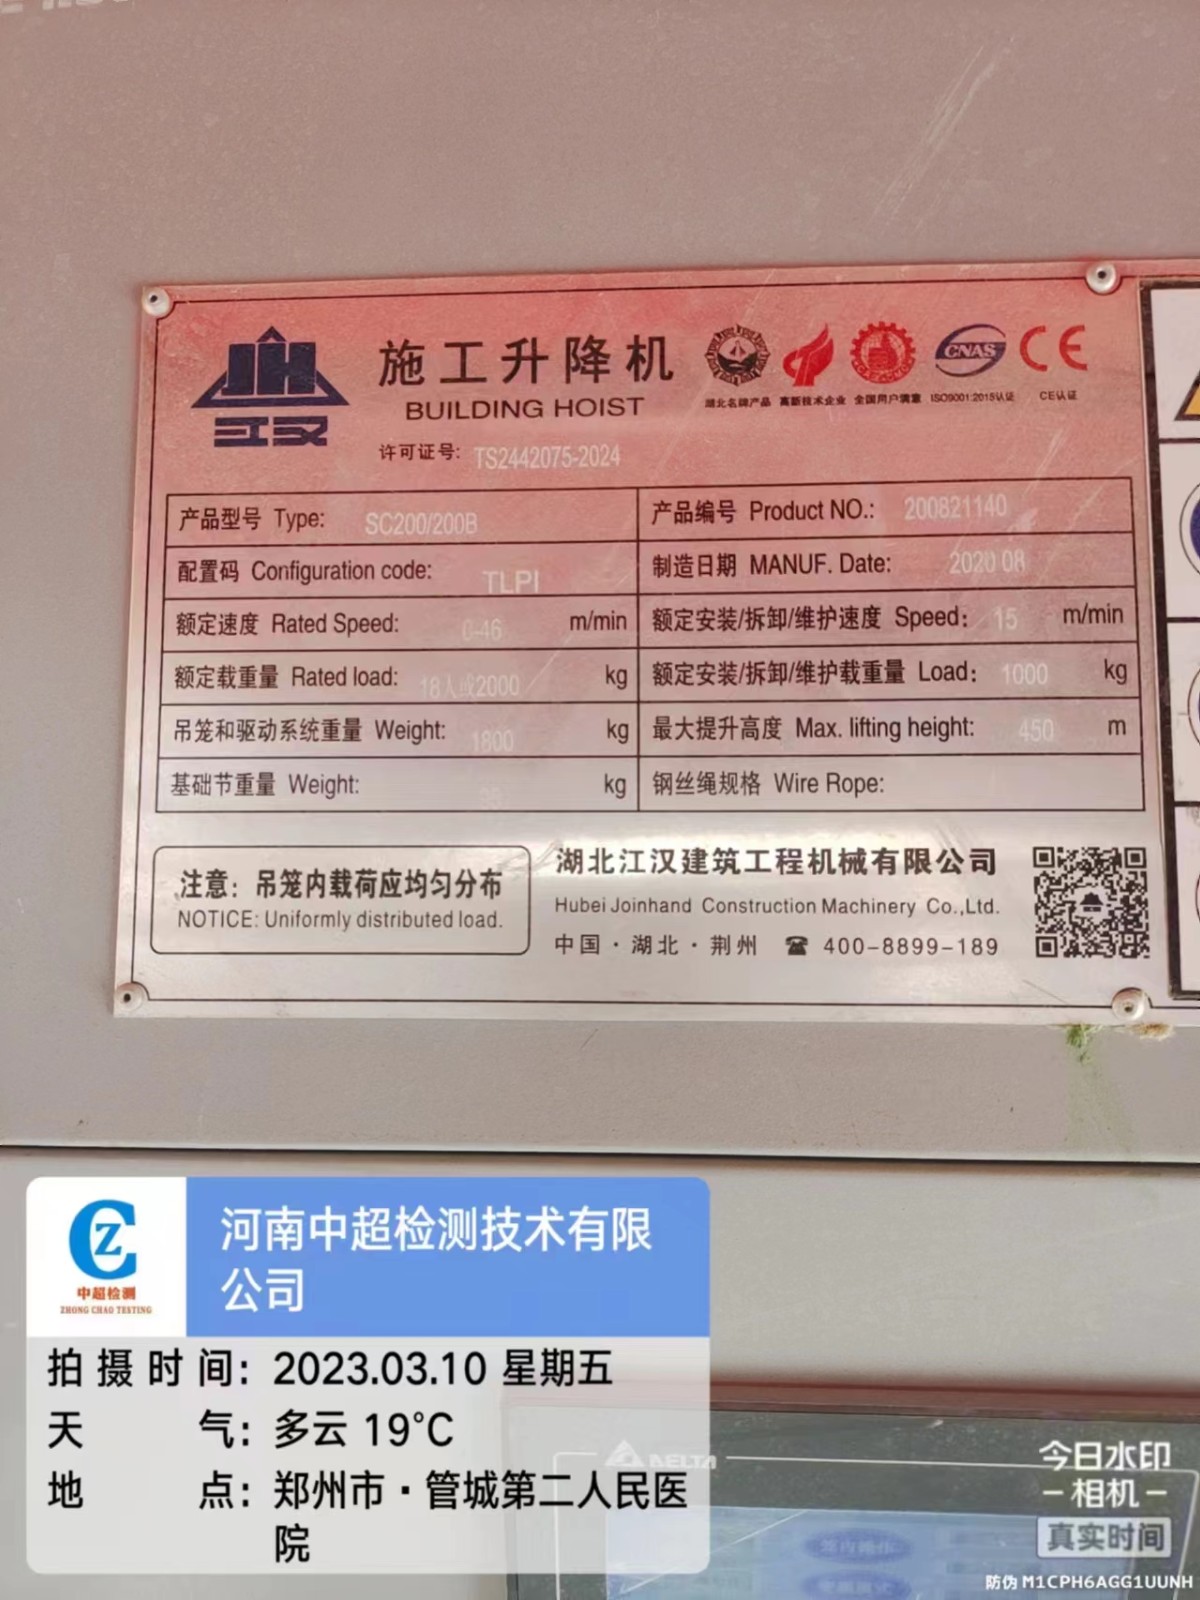 JH
江汉
施工升降机
BUILDING HOIST
湖北名牌产品 高新技术企业 全国用户满意 ISO9001:2015认证 CE认证
CNAS
CE
许可证号: TS2442075-2024
产品型号 Type: SC200/200B
产品编号 Product NO.: 200821140
配置码 Configuration code: TLPI
制造日期 MANUF. Date: 2020 08
额定速度 Rated Speed: 0-46 m/min
额定安装/拆卸/维护速度 Speed: 15 m/min
额定载重量 Rated load: 18人或2000 kg
额定安装/拆卸/维护载重量 Load: 1000 kg
吊笼和驱动系统重量 Weight: 1800 kg
最大提升高度 Max. lifting height: 450 m
基础节重量 Weight: kg
钢丝绳规格 Wire Rope:
注意: 吊笼内载荷应均匀分布
NOTICE: Uniformly distributed load.
湖北江汉建筑工程机械有限公司
Hubei Joinhand Construction Machinery Co.,Ltd.
中国·湖北·荆州 ☎ 400-8899-189
CZ
中超检测
ZHONG CHAO TESTING
河南中超检测技术有限
公司
拍摄时间: 2023.03.10 星期五
天气: 多云 19℃
地点: 郑州市·管城第二人民医
院
DELTA
今日水印
-相机-
真实时间
防伪 M1CPH6AGG1UUNH